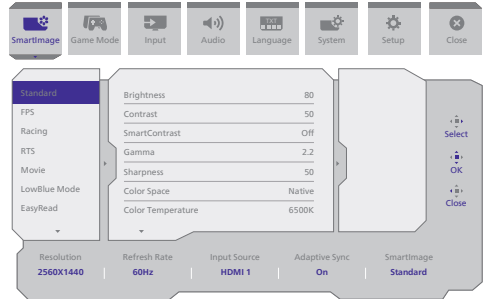 SmartImage Game Mode Input Audio TXT Language System Setup Close
Standard
FPS
Racing
RTS
Movie
LowBlue Mode
EasyRead
Brightness 80
Contrast 50
SmartContrast Off
Gamma 2.2
Sharpness 50
Color Space Native
Color Temperature 6500K
Select
OK
Close
Resolution Refresh Rate Input Source Adaptive Sync SmartImage
2560X1440 60Hz HDMI 1 On Standard